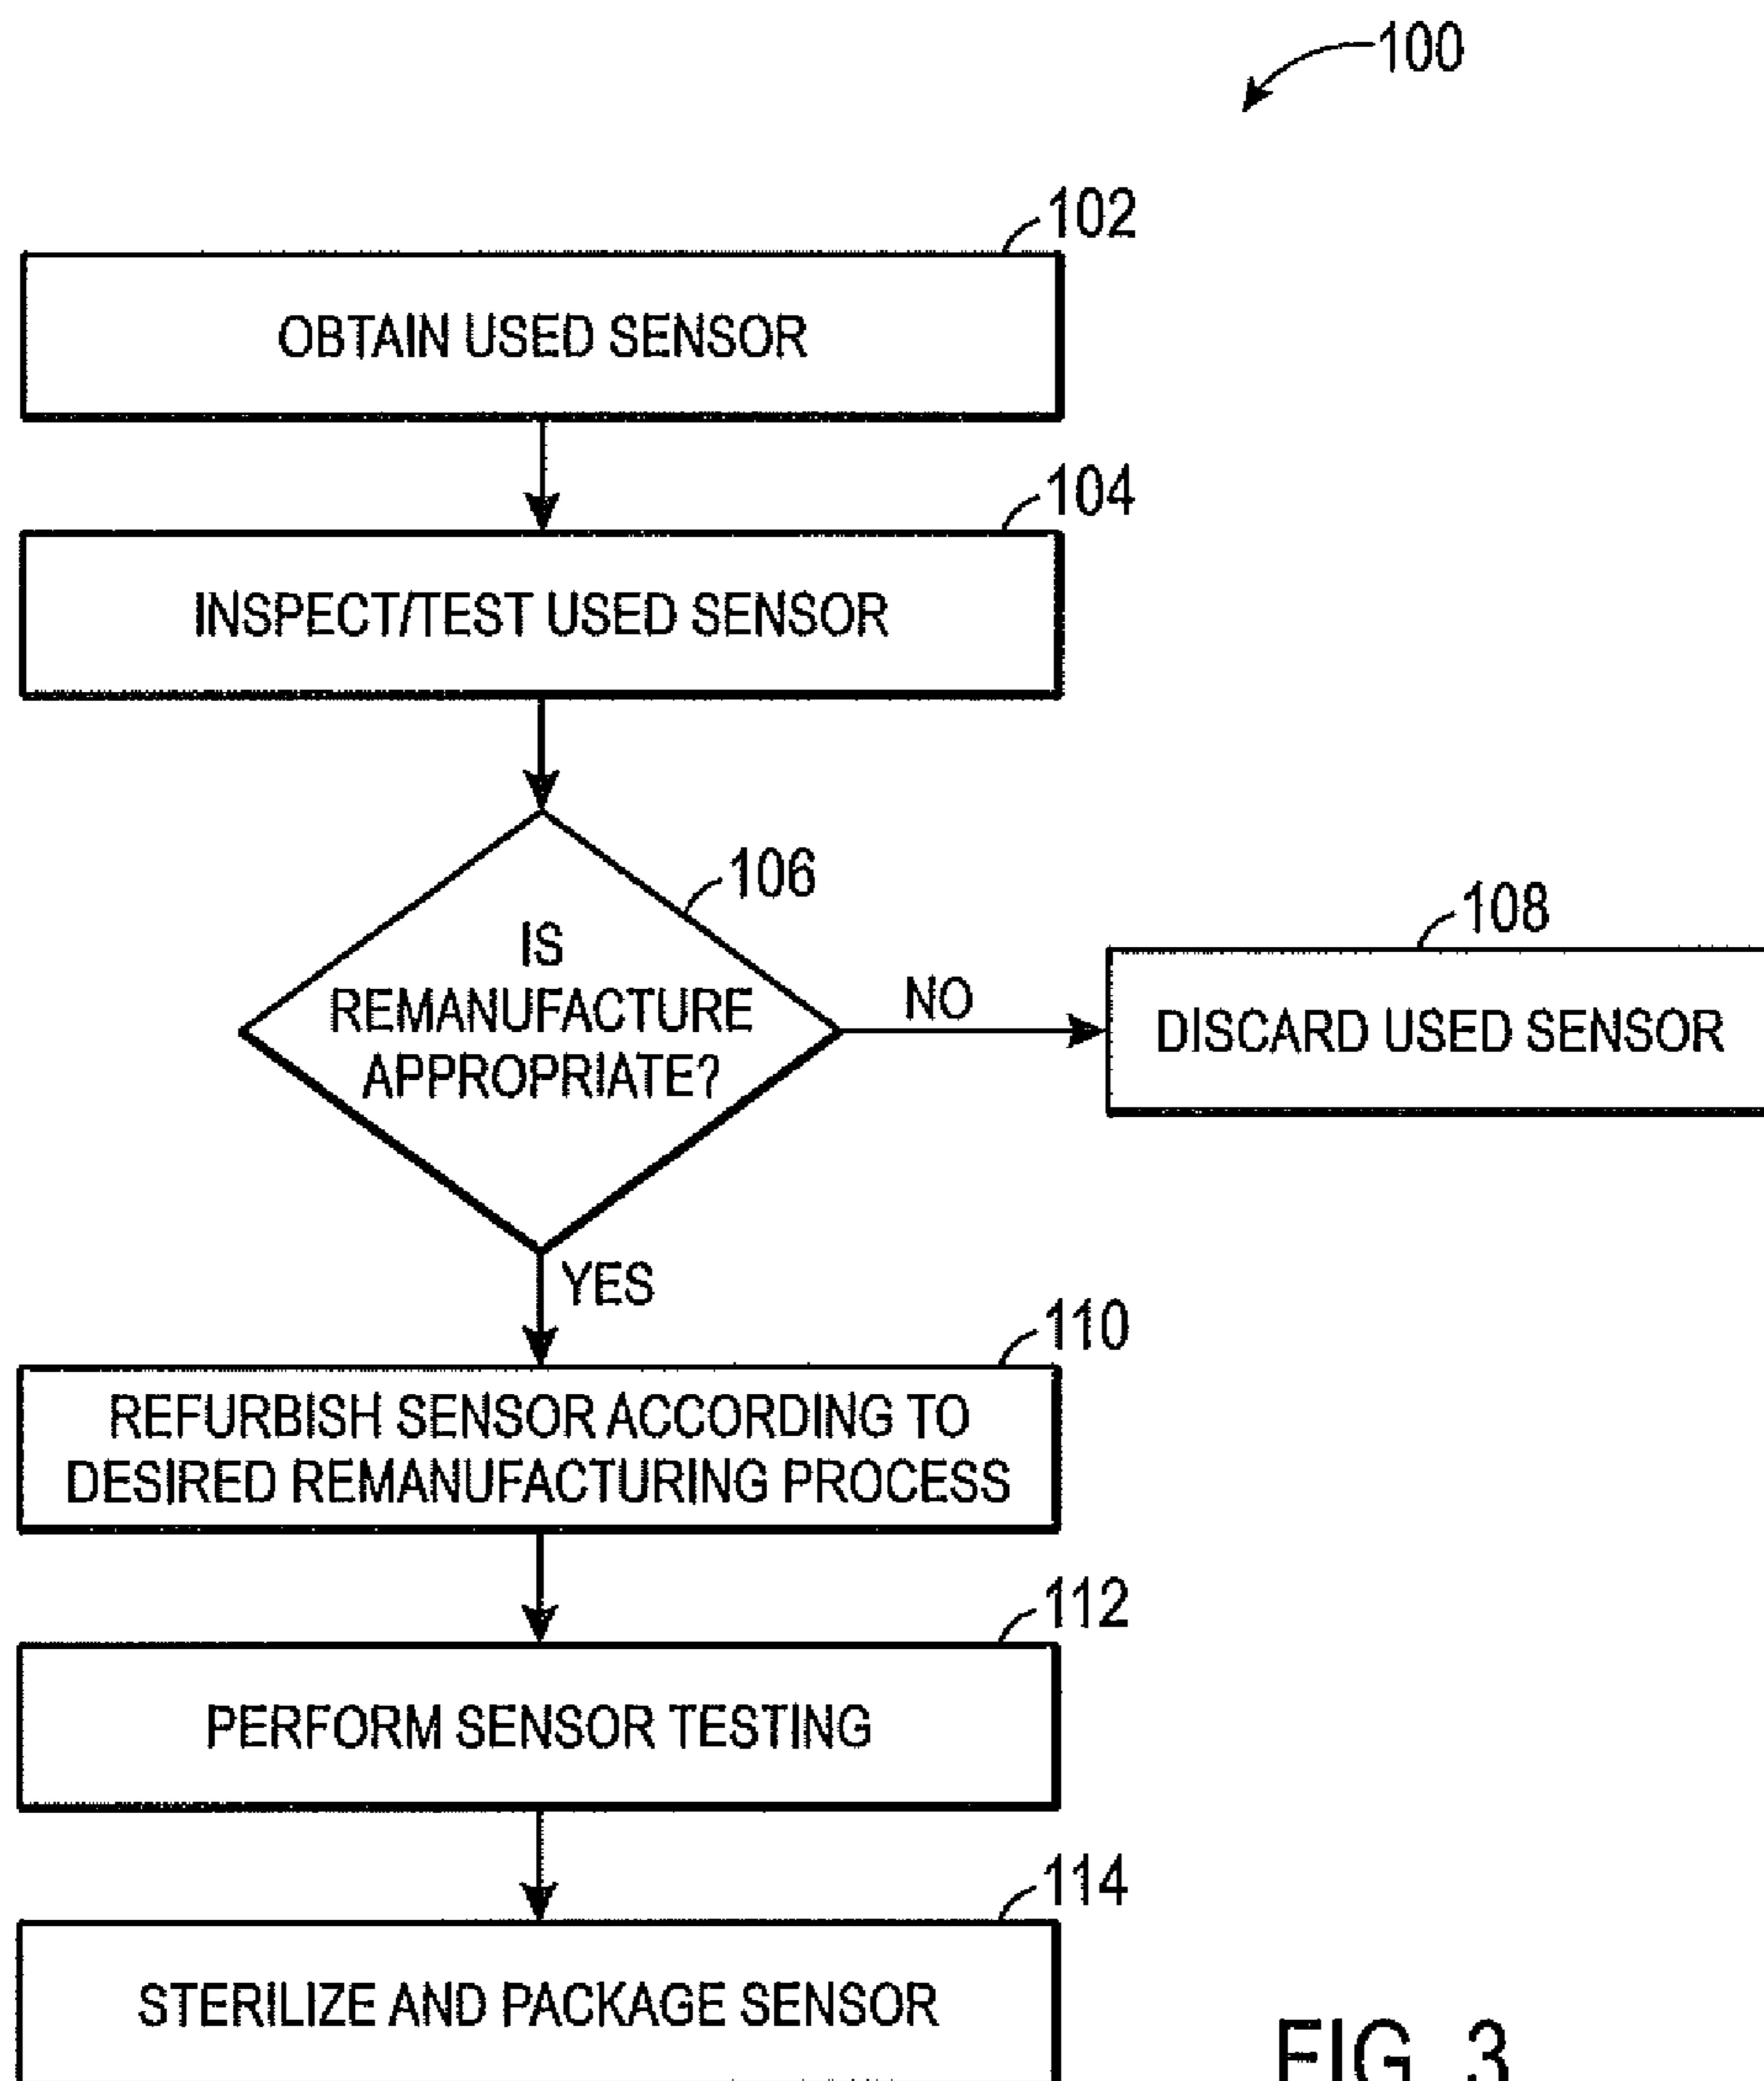 100
102
OBTAIN USED SENSOR
104
INSPECT/TEST USED SENSOR
106
IS
REMANUFACTURE
APPROPRIATE?
NO
108
DISCARD USED SENSOR
YES
110
REFURBISH SENSOR ACCORDING TO
DESIRED REMANUFACTURING PROCESS
112
PERFORM SENSOR TESTING
114
STERILIZE AND PACKAGE SENSOR
FIG. 3